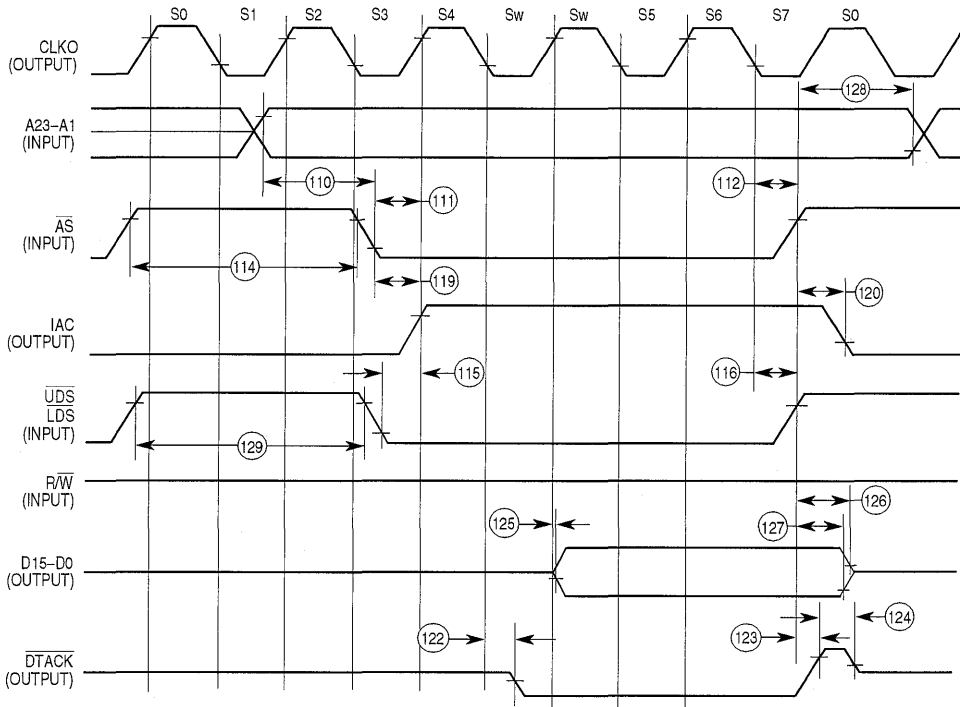 S0 S1 S2 S3 S4 Sw Sw S5 S6 S7 S0
CLKO
(OUTPUT)
128
A23–A1
(INPUT)
110
111
112
AS
(INPUT)
114
119
120
IAC
(OUTPUT)
115
116
UDS
LDS
(INPUT)
129
R/W
(INPUT)
126
125
127
D15–D0
(OUTPUT)
124
122
123
DTACK
(OUTPUT)